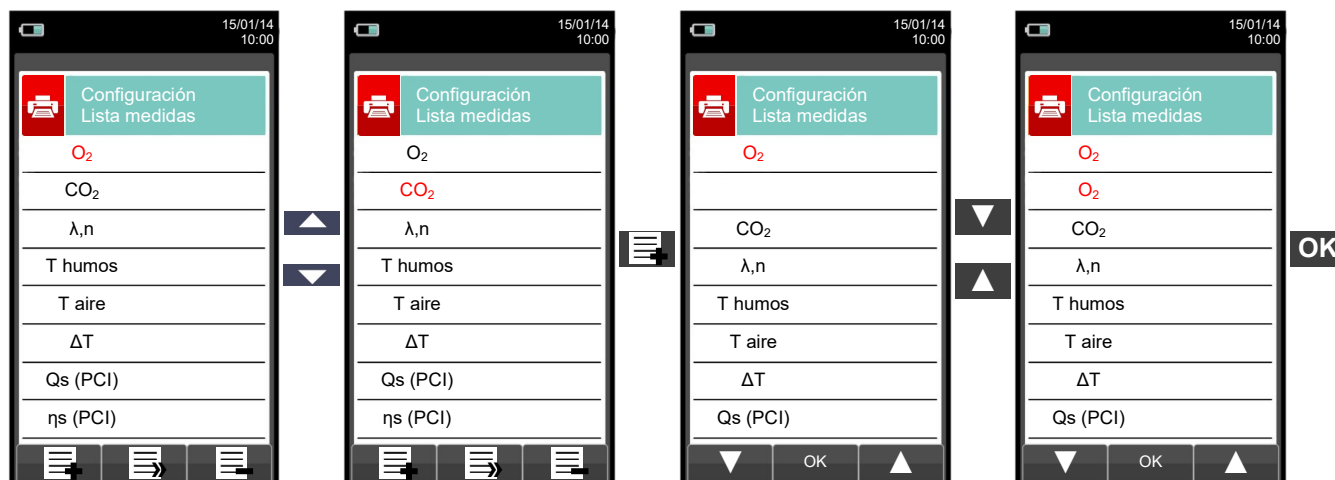 15/01/14
10:00
Configuración
Lista medidas
O₂
CO₂
λ,n
T humos
T aire
ΔT
Qs (PCI)
ηs (PCI)
15/01/14
10:00
Configuración
Lista medidas
O₂
CO₂
λ,n
T humos
T aire
ΔT
Qs (PCI)
ηs (PCI)
15/01/14
10:00
Configuración
Lista medidas
O₂
CO₂
λ,n
T humos
T aire
ΔT
Qs (PCI)
OK
15/01/14
10:00
Configuración
Lista medidas
O₂
O₂
CO₂
λ,n
T humos
T aire
ΔT
Qs (PCI)
OK
OK